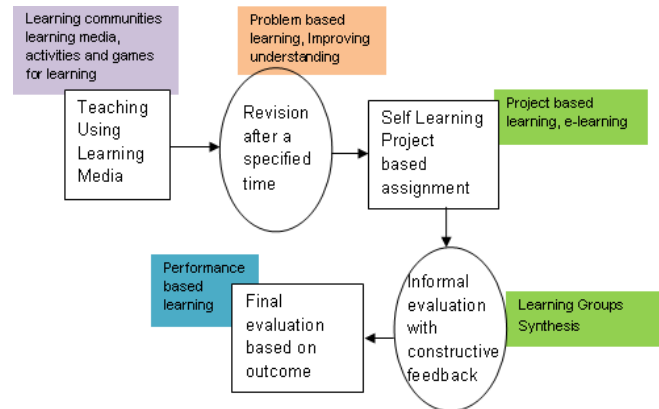 Learning communities
learning media,
activities and games
for learning
Problem based
learning, Improving
understanding
Teaching
Using
Learning
Media
Revision
after a
specified
time
Self Learning
Project
based
assignment
Project based
learning, e-learning
Performance
based
learning
Final
evaluation
based on
outcome
Informal
evaluation
with
constructive
feedback
Learning Groups
Synthesis